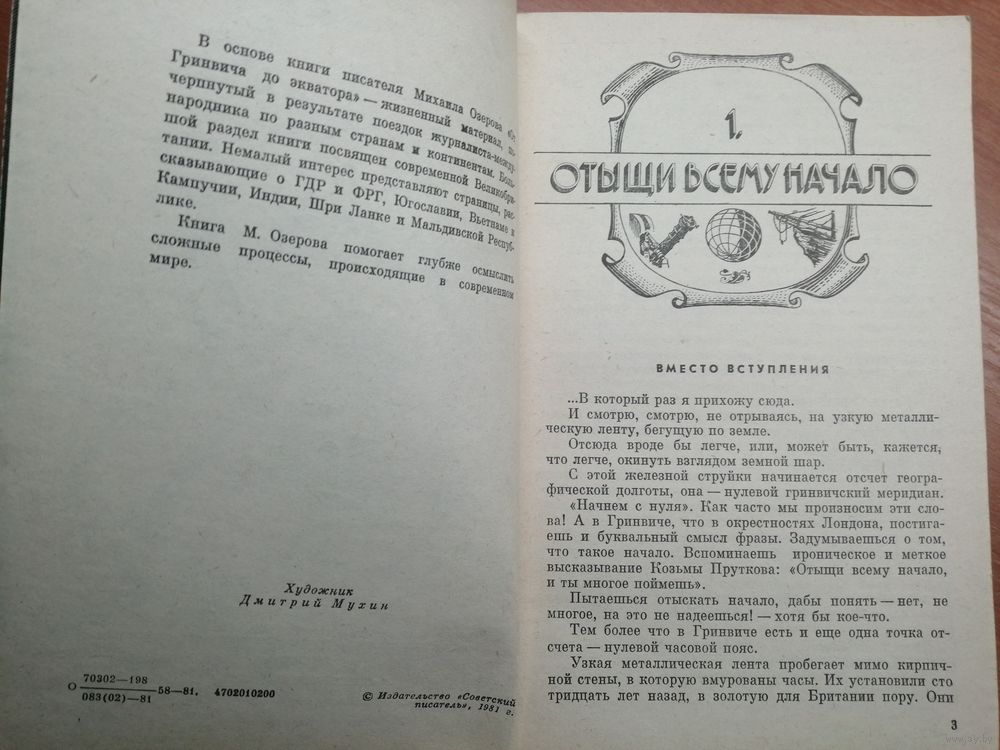 В основе книги писателя Михаила Озерова «От
Гринвича до экватора» — жизненный материал, по-
черпнутый в результате поездок журналиста-между-
народника по разным странам и континентам. Боль-
шой раздел книги посвящен современной Великобри-
тании. Немалый интерес представляют страницы, рас-
сказывающие о ГДР и ФРГ, Югославии, Вьетнаме и
Кампучии, Индии, Шри Ланке и Мальдивской Респуб-
лике.
Книга М. Озерова помогает глубже осмыслить
сложные процессы, происходящие в современном
мире.
Художник
Дмитрий Мухин
О 70302—198
083(02)—81 58—81. 4702010200
© Издательство «Советский
писатель», 1981 г.
1.
ОТЫЩИ ВСЕМУ НАЧАЛО
ВМЕСТО ВСТУПЛЕНИЯ
...В который раз я прихожу сюда.
И смотрю, смотрю, не отрываясь, на узкую металли-
ческую ленту, бегущую по земле.
Отсюда вроде бы легче, или, может быть, кажется,
что легче, окинуть взглядом земной шар.
С этой железной струйки начинается отсчет геогра-
фической долготы, она — нулевой гринвичский меридиан.
«Начнем с нуля». Как часто мы произносим эти сло-
ва! А в Гринвиче, что в окрестностях Лондона, постига-
ешь и буквальный смысл фразы. Задумываешься о том,
что такое начало. Вспоминаешь ироническое и меткое
высказывание Козьмы Пруткова: «Отыщи всему начало,
и ты многое поймешь».
Пытаешься отыскать начало, дабы понять — нет, не
многое, на это не надеешься! — хотя бы кое-что.
Тем более что в Гринвиче есть и еще одна точка от-
счета — нулевой часовой пояс.
Узкая металлическая лента пробегает мимо кирпич-
ной стены, в которую вмурованы часы. Их установили сто
тридцать лет назад, в золотую для Британии пору. Они
3
www.ay.by